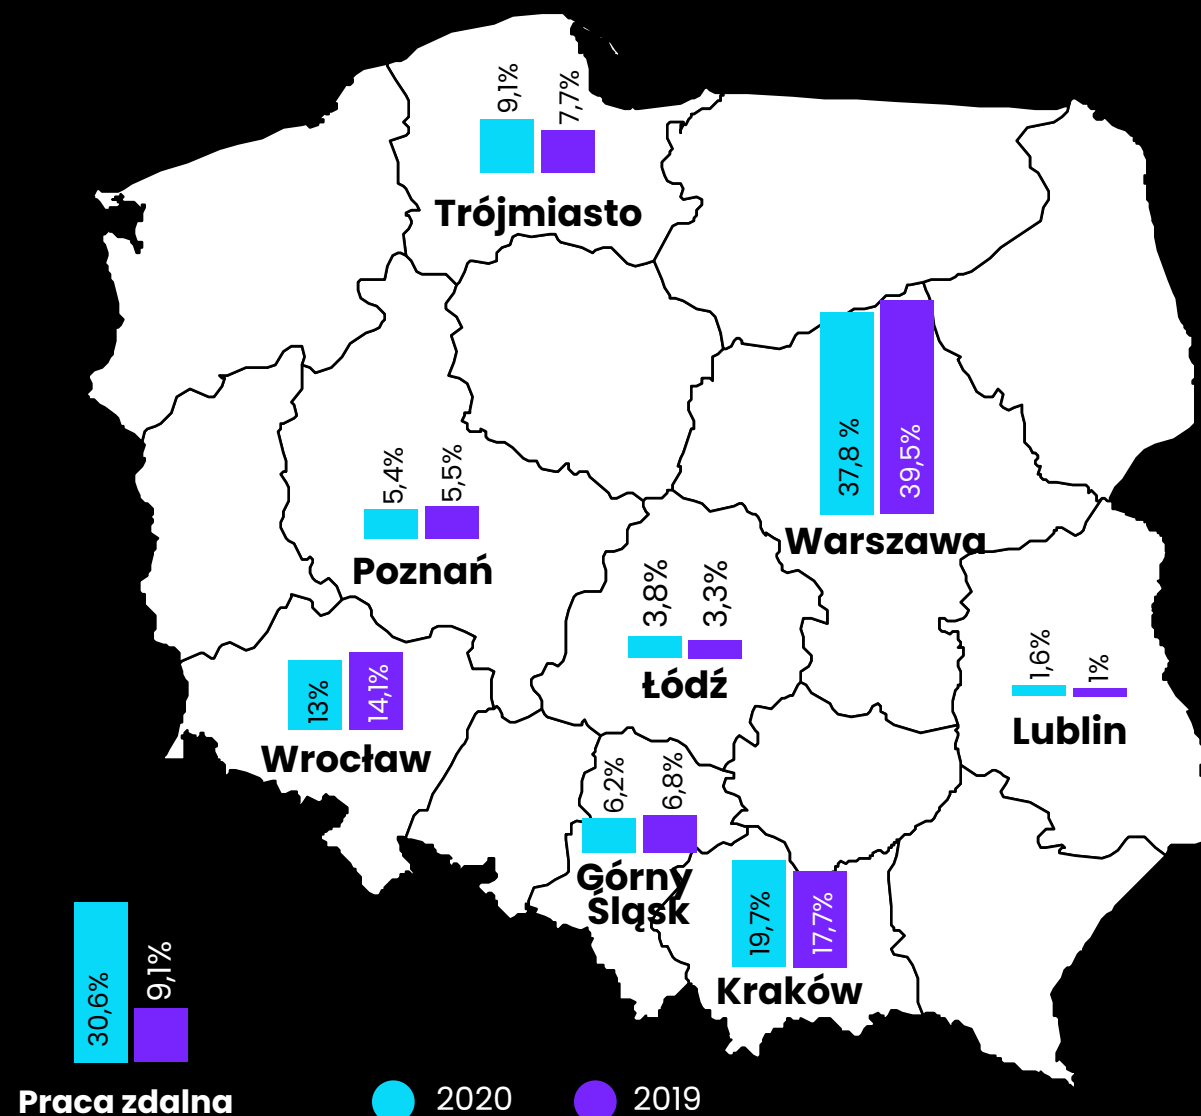 9,1%
7,7%
Trójmiasto
37,8 %
39,5%
Warszawa
5,4%
5,5%
Poznań
3,8%
3,3%
Łódź
1,6%
1%
Lublin
13%
14,1%
Wrocław
6,2%
6,8%
Górny
Śląsk
19,7%
17,7%
Kraków
30,6%
9,1%
Praca zdalna
2020
2019